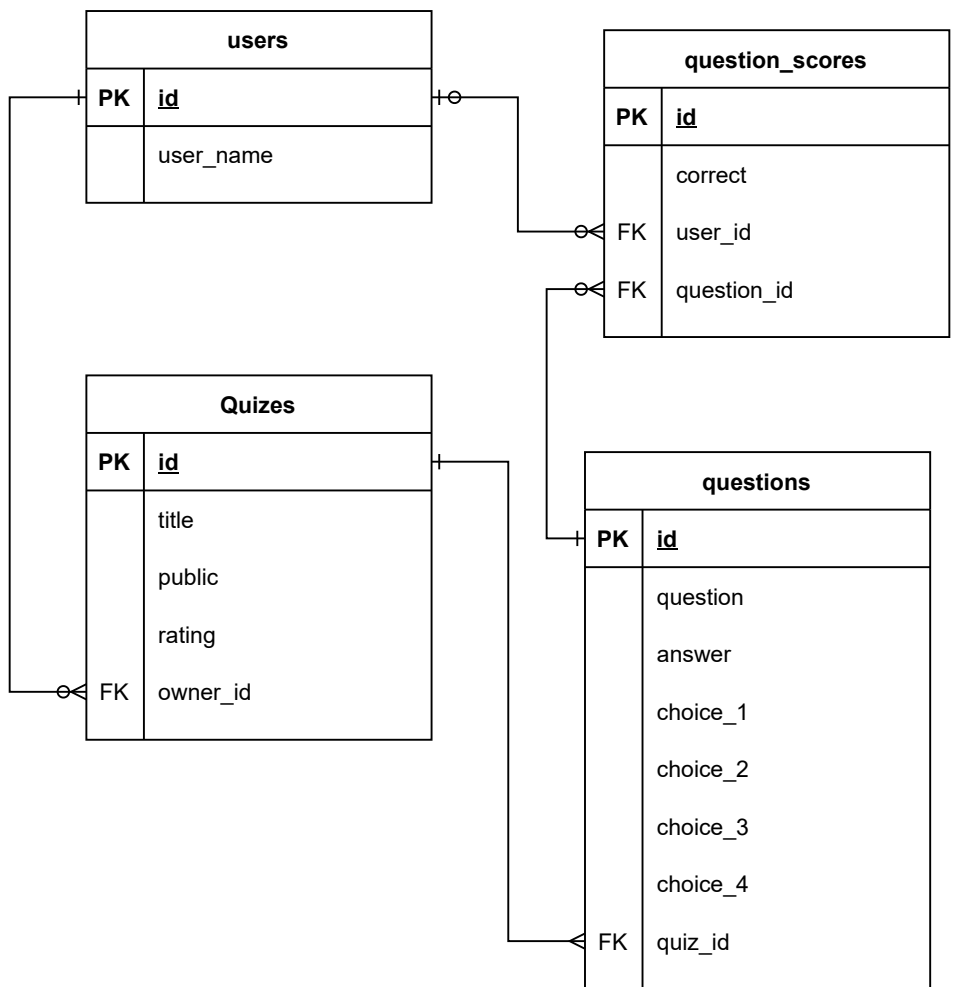 users
PK id
user_name
question_scores
PK id
correct
FK user_id
FK question_id
Quizes
PK id
title
public
rating
FK owner_id
questions
PK id
question
answer
choice_1
choice_2
choice_3
choice_4
FK quiz_id